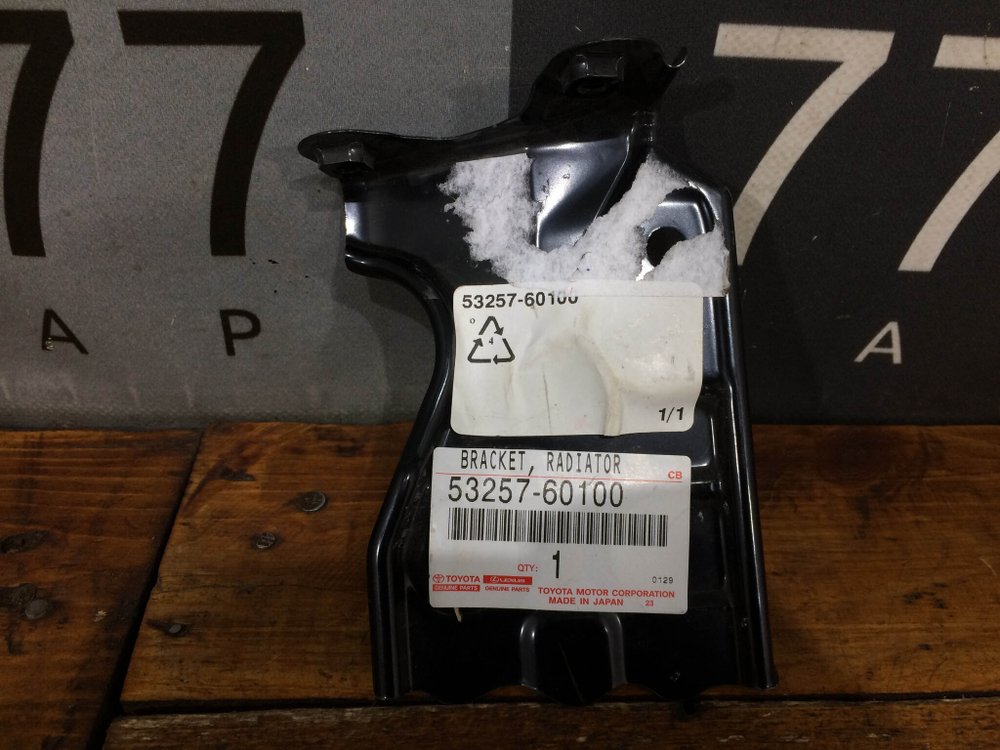 77 77
A P A
53257-60100
4
1/1
BRACKET, RADIATOR
CB
53257-60100
QTY: 1
0129
TOYOTA LEXUS
GENUINE PARTS GENUINE PARTS
TOYOTA MOTOR CORPORATION
MADE IN JAPAN 23